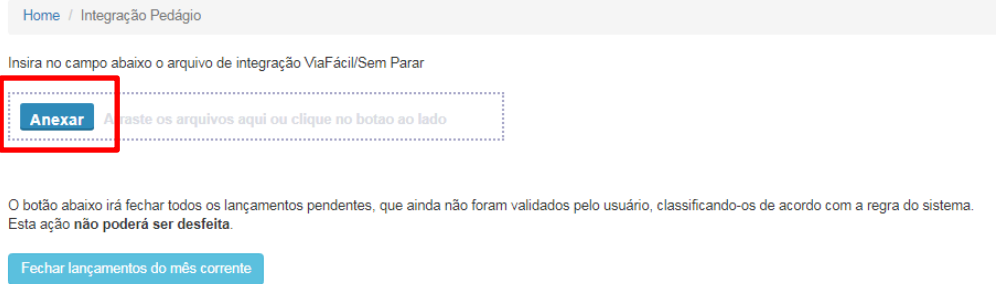 Home / Integração Pedágio
Insira no campo abaixo o arquivo de integração ViaFácil/Sem Parar
Anexar Arraste os arquivos aqui ou clique no botao ao lado
O botão abaixo irá fechar todos os lançamentos pendentes, que ainda não foram validados pelo usuário, classificando-os de acordo com a regra do sistema.
Esta ação não poderá ser desfeita.
Fechar lançamentos do mês corrente